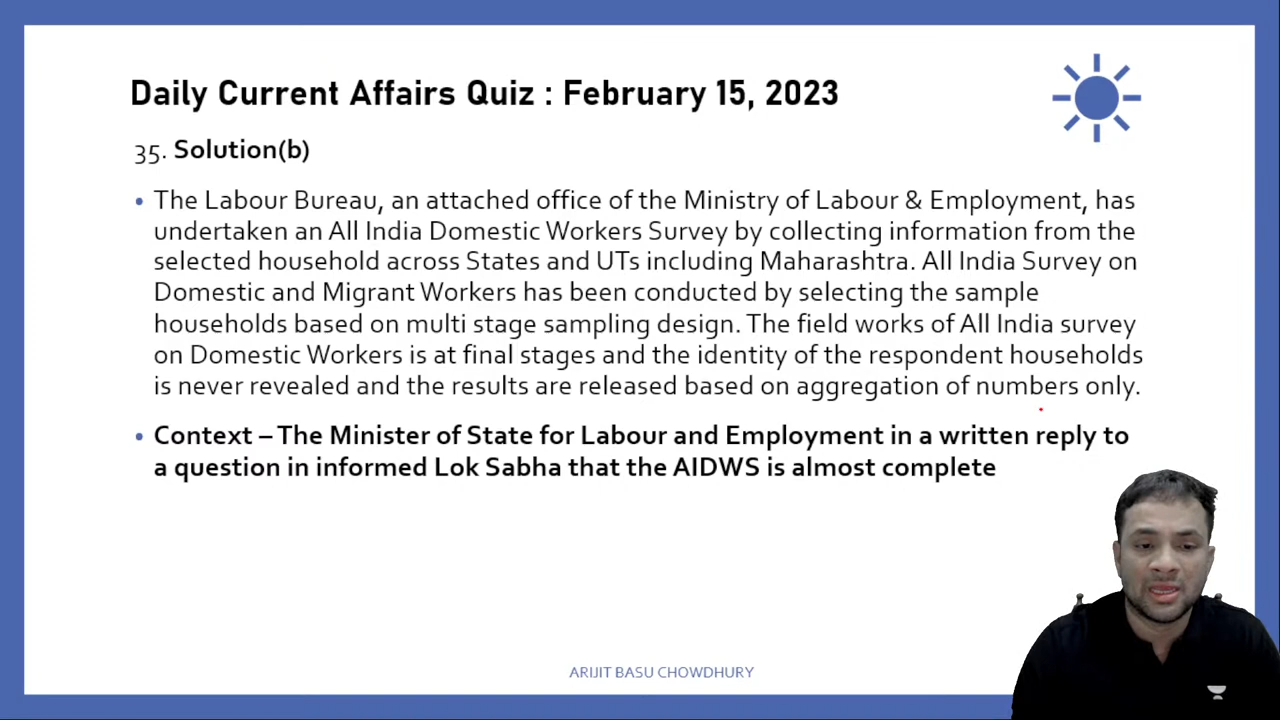 Daily Current Affairs Quiz : February 15, 2023
35. Solution(b)
• The Labour Bureau, an attached office of the Ministry of Labour & Employment, has
undertaken an All India Domestic Workers Survey by collecting information from the
selected household across States and UTs including Maharashtra. All India Survey on
Domestic and Migrant Workers has been conducted by selecting the sample
households based on multi stage sampling design. The field works of All India survey
on Domestic Workers is at final stages and the identity of the respondent households
is never revealed and the results are released based on aggregation of numbers only.
• Context – The Minister of State for Labour and Employment in a written reply to
a question in informed Lok Sabha that the AIDWS is almost complete
ARIJIT BASU CHOWDHURY